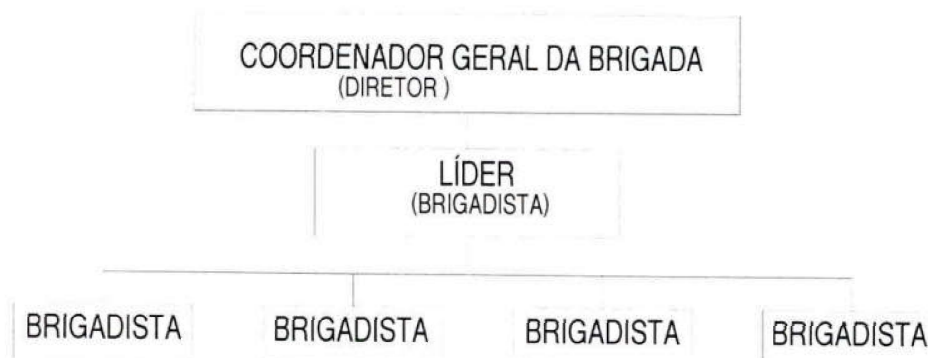 COORDENADOR GERAL DA BRIGADA
(DIRETOR )
LÍDER
(BRIGADISTA)
BRIGADISTA BRIGADISTA BRIGADISTA BRIGADISTA